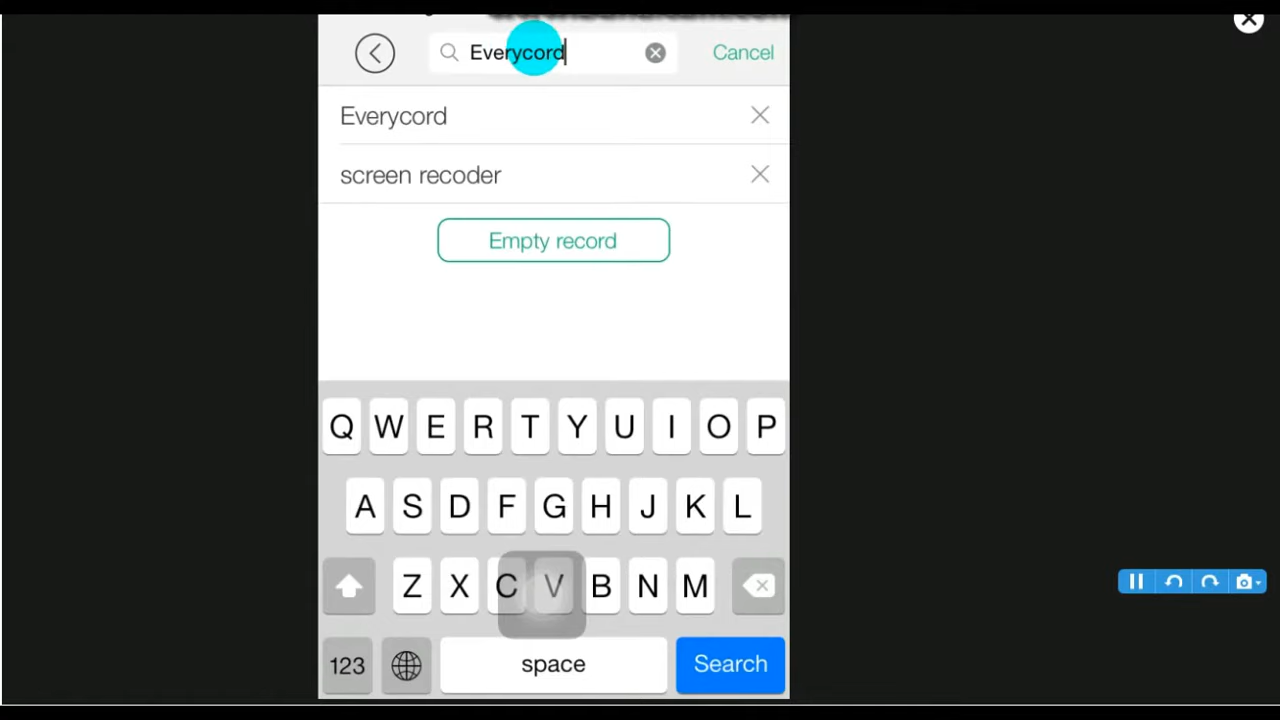 Everycord
Cancel
Everycord
screen recoder
Empty record
Q W E R T Y U I O P
A S D F G H J K L
Z X C V B N M
123
space
Search